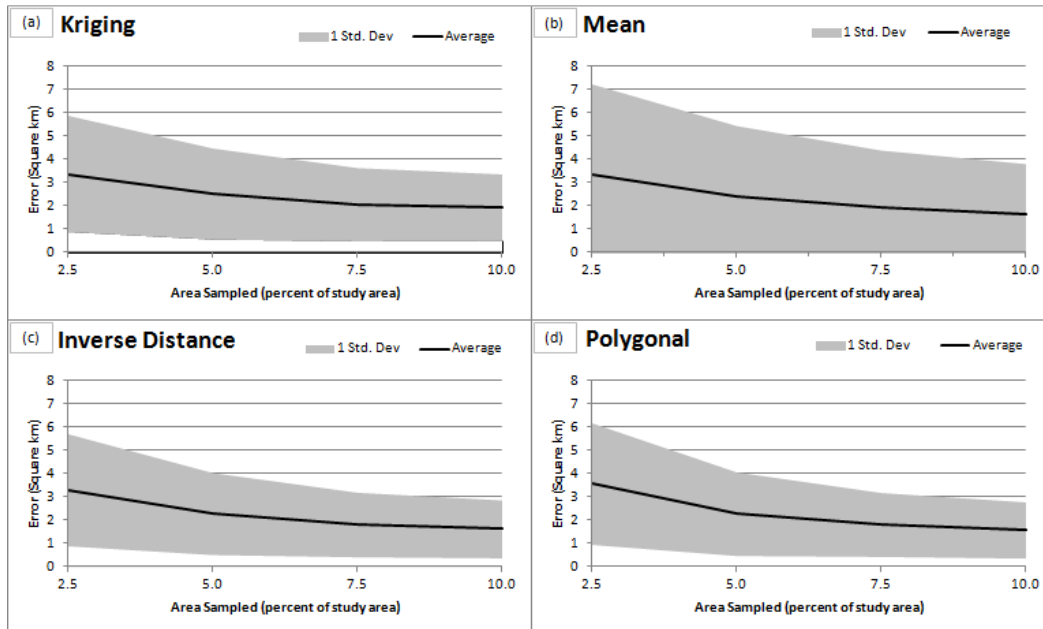 (a) Kriging
1 Std. Dev Average
8
7
6
5
4
3
2
1
0
Error (Square km)
2.5 5.0 7.5 10.0
Area Sampled (percent of study area)
(b) Mean
1 Std. Dev Average
8
7
6
5
4
3
2
1
0
Error (Square km)
2.5 5.0 7.5 10.0
Area Sampled (percent of study area)
(c) Inverse Distance
1 Std. Dev Average
8
7
6
5
4
3
2
1
0
Error (Square km)
2.5 5.0 7.5 10.0
Area Sampled (percent of study area)
(d) Polygonal
1 Std. Dev Average
8
7
6
5
4
3
2
1
0
Error (Square km)
2.5 5.0 7.5 10.0
Area Sampled (percent of study area)